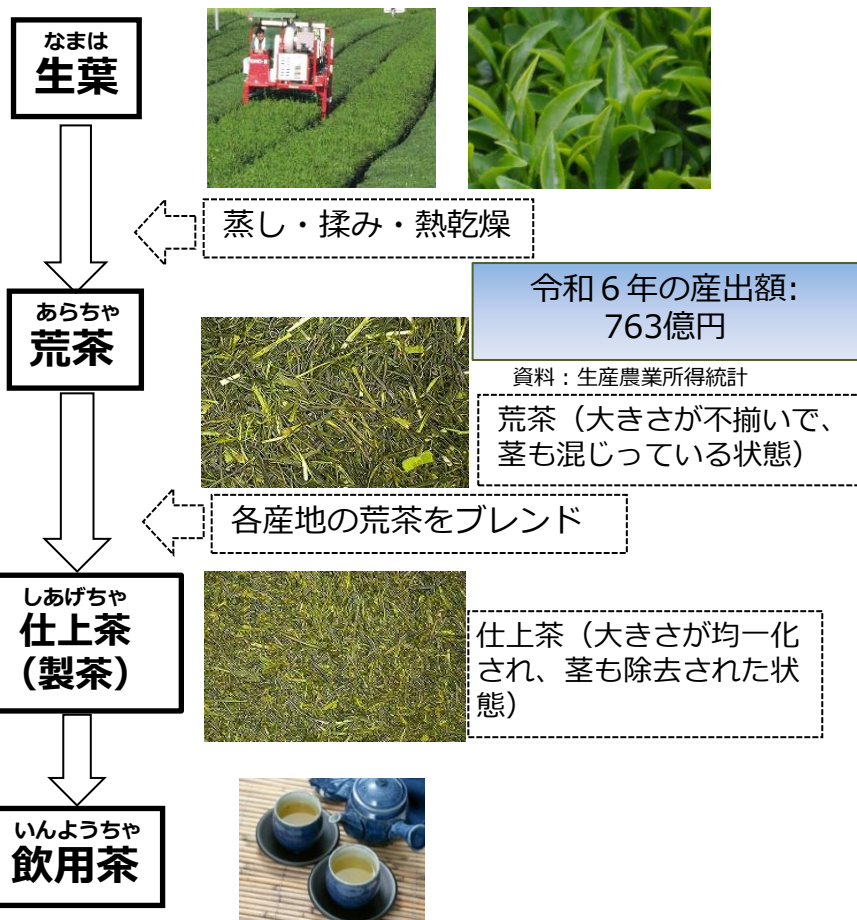 なまは
生葉
蒸し・揉み・熱乾燥
令和６年の産出額:
763億円
資料：生産農業所得統計
あらちゃ
荒茶
荒茶（大きさが不揃いで、
茎も混じっている状態）
各産地の荒茶をブレンド
しあげちゃ
仕上茶
（製茶）
仕上茶（大きさが均一化
され、茎も除去された状
態）
いんようちゃ
飲用茶